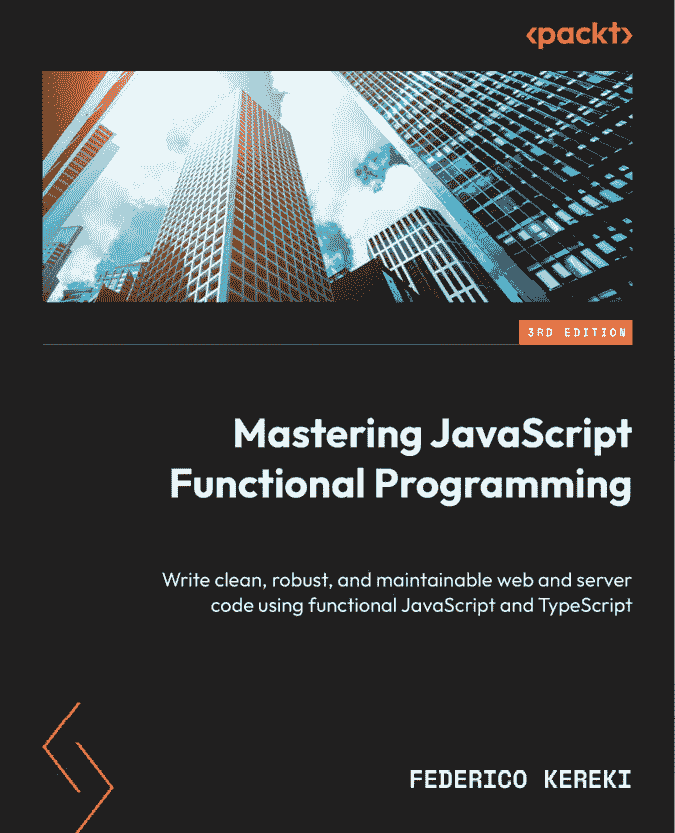 <packt>
3RD EDITION
Mastering JavaScript
Functional Programming
Write clean, robust, and maintainable web and server
code using functional JavaScript and TypeScript
FEDERICO KEREKI